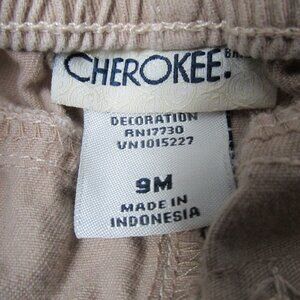 CHEROKEE.
DECORATION
RN17730
VN1015227
9M
MADE IN
INDONESIA